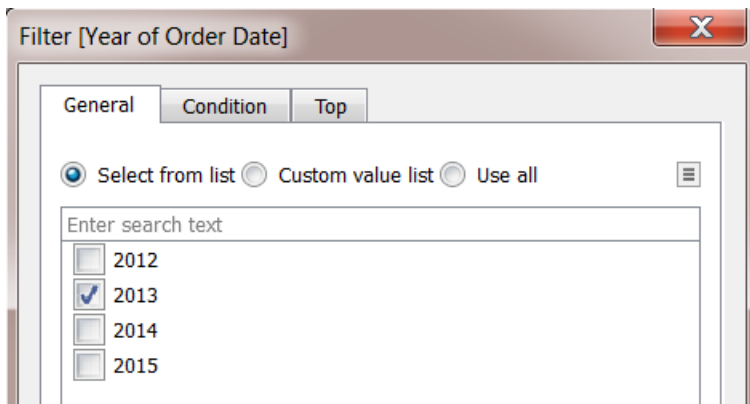 Filter [Year of Order Date]
General Condition Top
Select from list Custom value list Use all
Enter search text
2012
2013
2014
2015